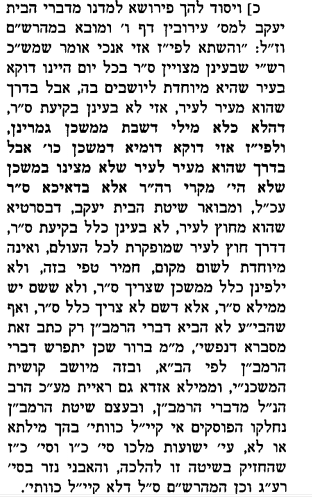 כ] ויסוד להך פירושא למדנו מדברי הבית
יעקב למס׳ עירובין דף ו׳ ומובא במהרש״ם
וז״ל: ״והשתא לפי״ז אזי אנכי אומר שמש״כ
רש״י שבעינן מצויין ס״ר בכל יום היינו דוקא
בעיר שהיא מיוחדת ליושבים בה, אבל בדרך
שהוא מעיר לעיר, אזי לא בעינן בקיעת ס״ר,
דהלא כלא מילי דשבת ממשכן גמרינן,
ולפי״ז אזי דוקא דומיא דמשכן כו׳ אבל
בדרך שהוא מעיר לעיר שלא מצינו במשכן
שלא הי׳ מקרי רה״ר אלא בדאיכא ס״ר
עכ״ל, ומבואר שיטת הבית יעקב, דבסרטיא
שהוא מחוץ לעיר, לא בעינן כלל בקיעת ס״ר,
דדרך חוץ לעיר שמופקרת לכל העולם, ואינה
מיוחדת לשום מקום, חמיר טפי בזה, ולא
ילפינן כלל ממשכן שצריך ס״ר, ולא ששם יש
ממילא ס״ר, אלא דשם לא צריך כלל ס״ר, ואף
שהבי״ע לא הביא דברי הרמב״ן רק כתב זאת
מסברא דנפשי׳, מ״מ ברור שכן יתפרש דברי
הרמב״ן לפי הב״א, ובזה מיושב קושית
המשכנ״י, וממילא אזדא גם ראיית מע״כ הרב
הנ״ל מדברי הרמב״ן, ובעצם שיטת הרמב״ן
נחלקו הפוסקים אי קיי״ל כוותי׳ בהך מילתא
או לא, עי׳ ישועות מלכו סי׳ כ״ו וסי׳ כ״ז
שהחזיק בשיטה זו להלכה, והאבני נזר בסי׳
רע״ג וכן המהרש״ם ס״ל דלא קיי״ל כוותי׳.